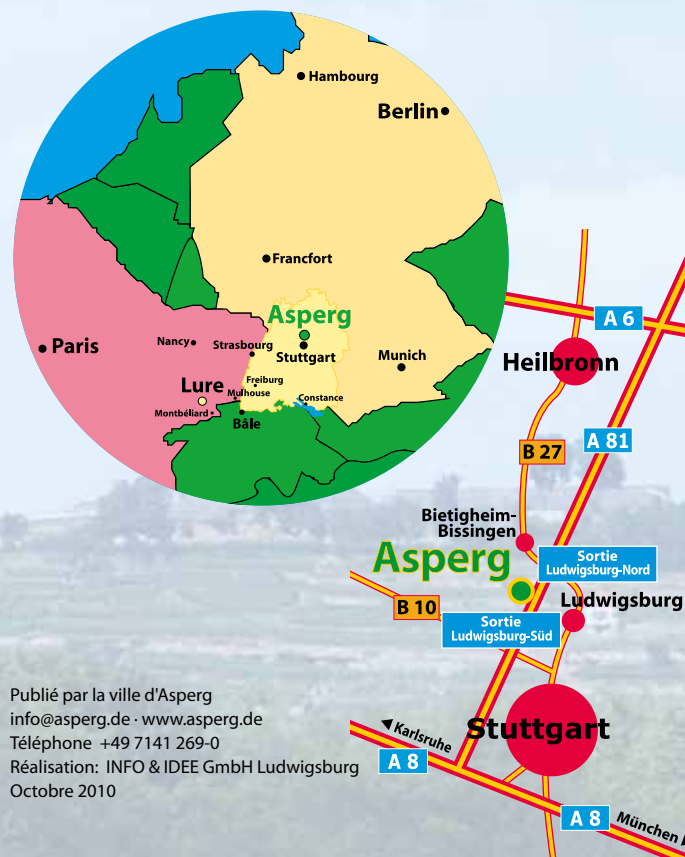 Hambourg
Berlin
Francfort
Asperg
Stuttgart
Paris
Nancy
Strasbourg
Munich
Lure
Freiburg
Mulhouse
Constance
Montbéliard
Bâle
A 6
Heilbronn
A 81
B 27
Bietigheim-
Bissingen
Asperg
Sortie
Ludwigsburg-Nord
B 10
Ludwigsburg
Sortie
Ludwigsburg-Süd
Stuttgart
Karlsruhe
A 8
A 8
München
Publié par la ville d'Asperg
info@asperg.de · www.asperg.de
Téléphone +49 7141 269-0
Réalisation: INFO & IDEE GmbH Ludwigsburg
Octobre 2010